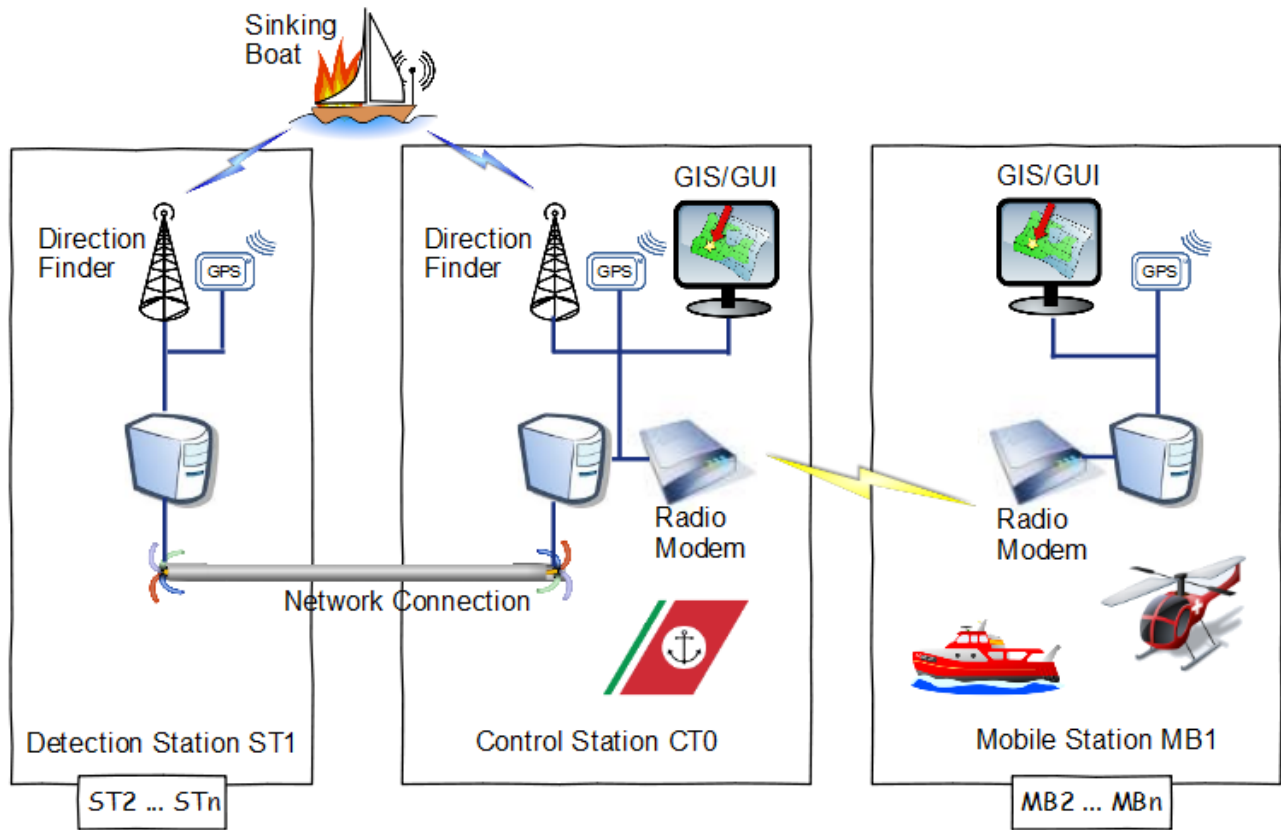 Sinking
Boat
Direction
Finder
GPS
Detection Station ST1
ST2 ... STn
Network Connection
Direction
Finder
GPS
GIS/GUI
Radio
Modem
Control Station CT0
GIS/GUI
GPS
Radio
Modem
Mobile Station MB1
MB2 ... MBn